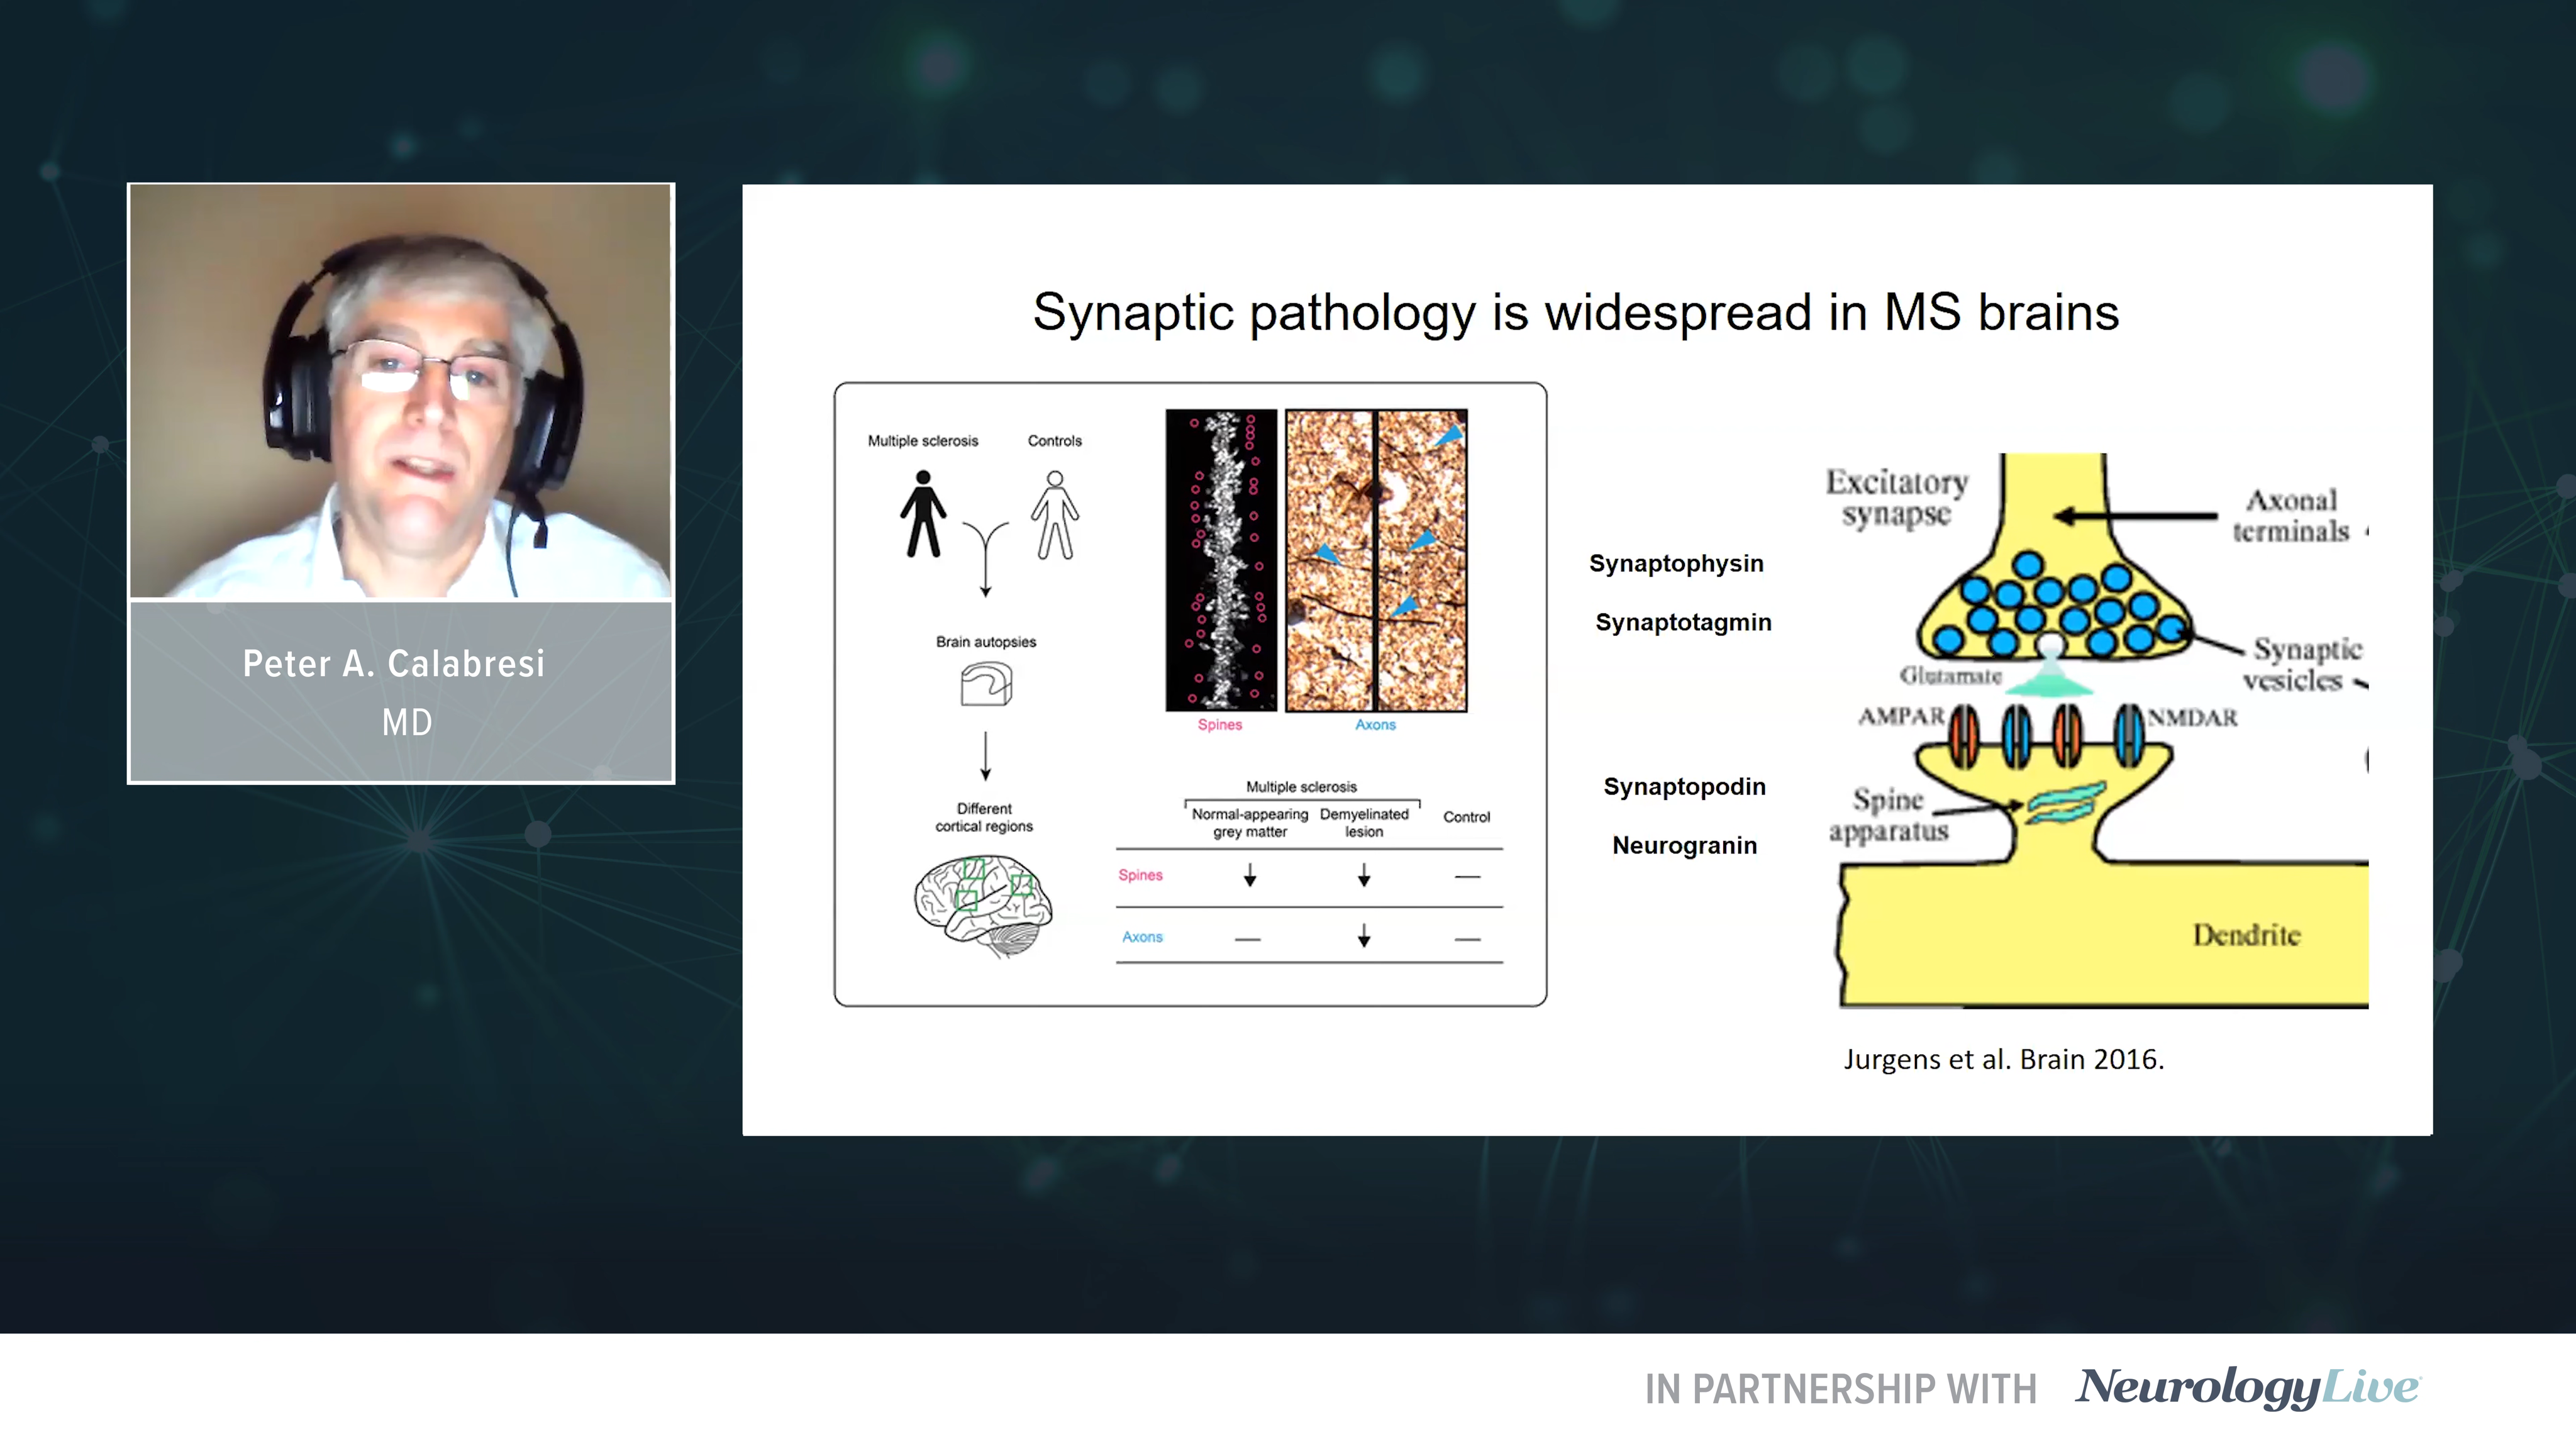 Peter A. Calabresi
MD
Synaptic pathology is widespread in MS brains
Multiple sclerosis
Controls
Brain autopsies
Different
cortical regions
Spines
Axons
Multiple sclerosis
Normal-appearing
grey matter
Demyelinated
lesion
Control
Spines
Axons
Synaptophysin
Synaptotagmin
Synaptopodin
Neurogranin
Excitatory
synapse
Axonal
terminals
Synaptic
vesicles
Glutamate
AMPAR
NMDAR
Spine
apparatus
Dendrite
Jurgens et al. Brain 2016.
IN PARTNERSHIP WITH NeurologyLive